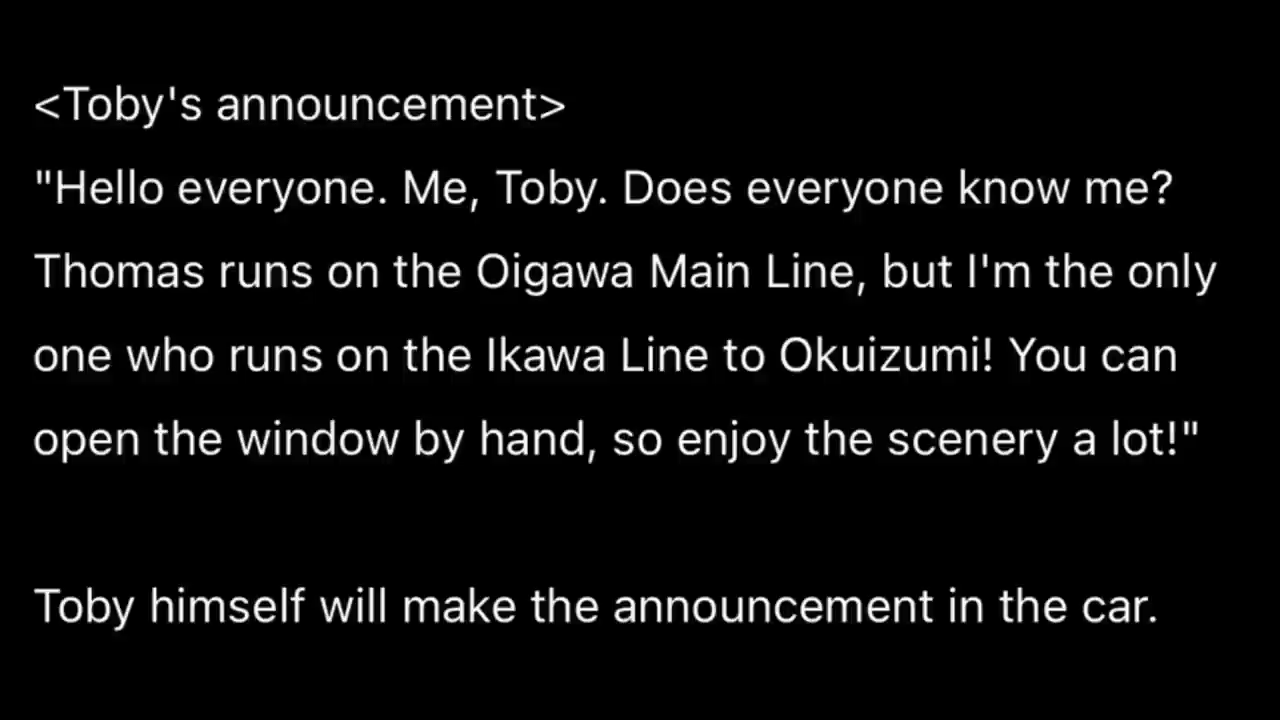 <Toby's announcement>
"Hello everyone. Me, Toby. Does everyone know me?
Thomas runs on the Oigawa Main Line, but I'm the only
one who runs on the Ikawa Line to Okuizumi! You can
open the window by hand, so enjoy the scenery a lot!"
Toby himself will make the announcement in the car.